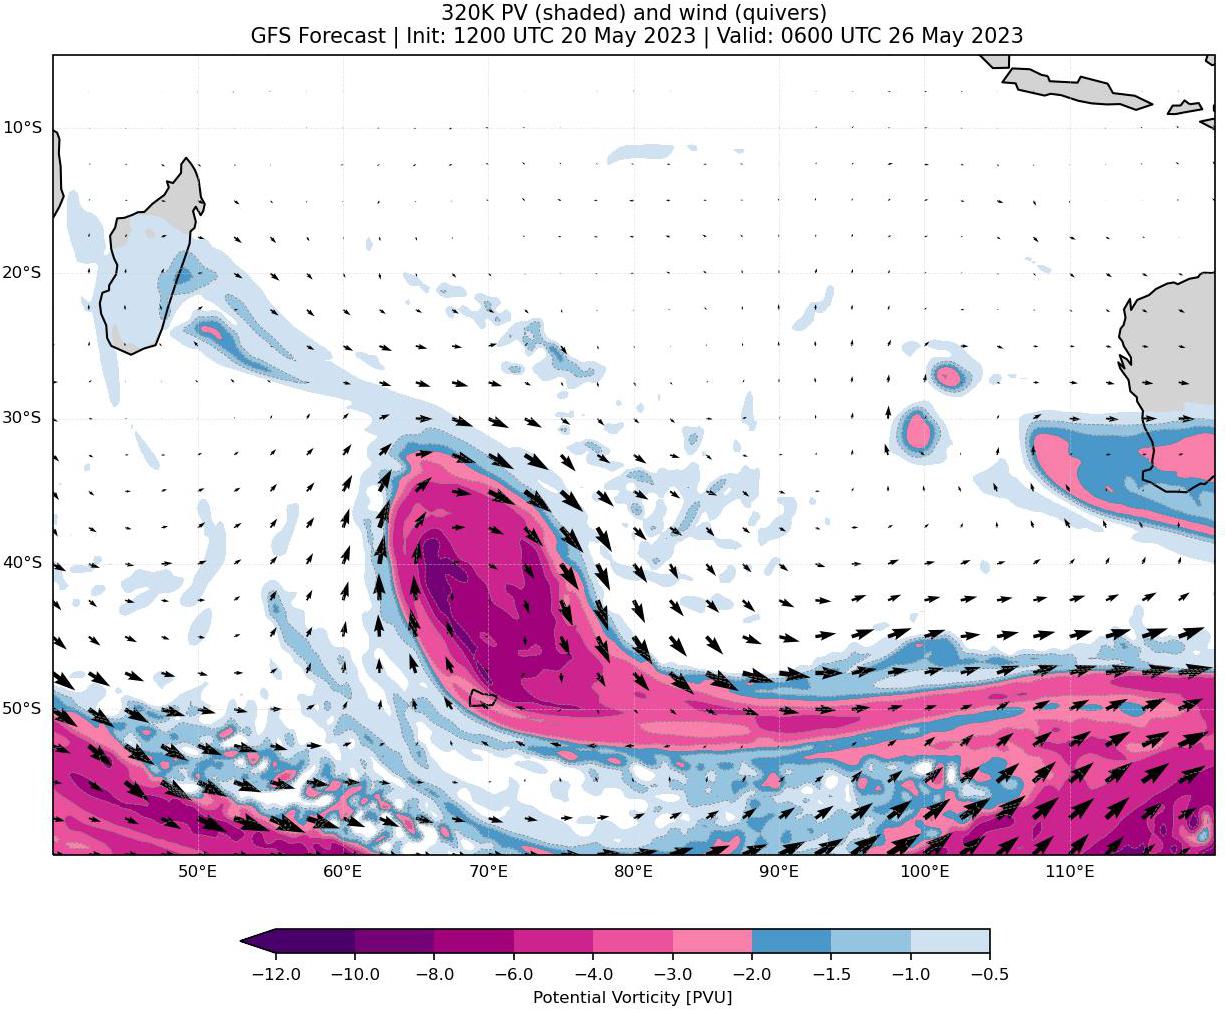 320K PV (shaded) and wind (quivers)
GFS Forecast | Init: 1200 UTC 20 May 2023 | Valid: 0600 UTC 26 May 2023
10°S
20°S
30°S
40°S
50°S
50°E 60°E 70°E 80°E 90°E 100°E 110°E
−12.0 −10.0 −8.0 −6.0 −4.0 −3.0 −2.0 −1.5 −1.0 −0.5
Potential Vorticity [PVU]